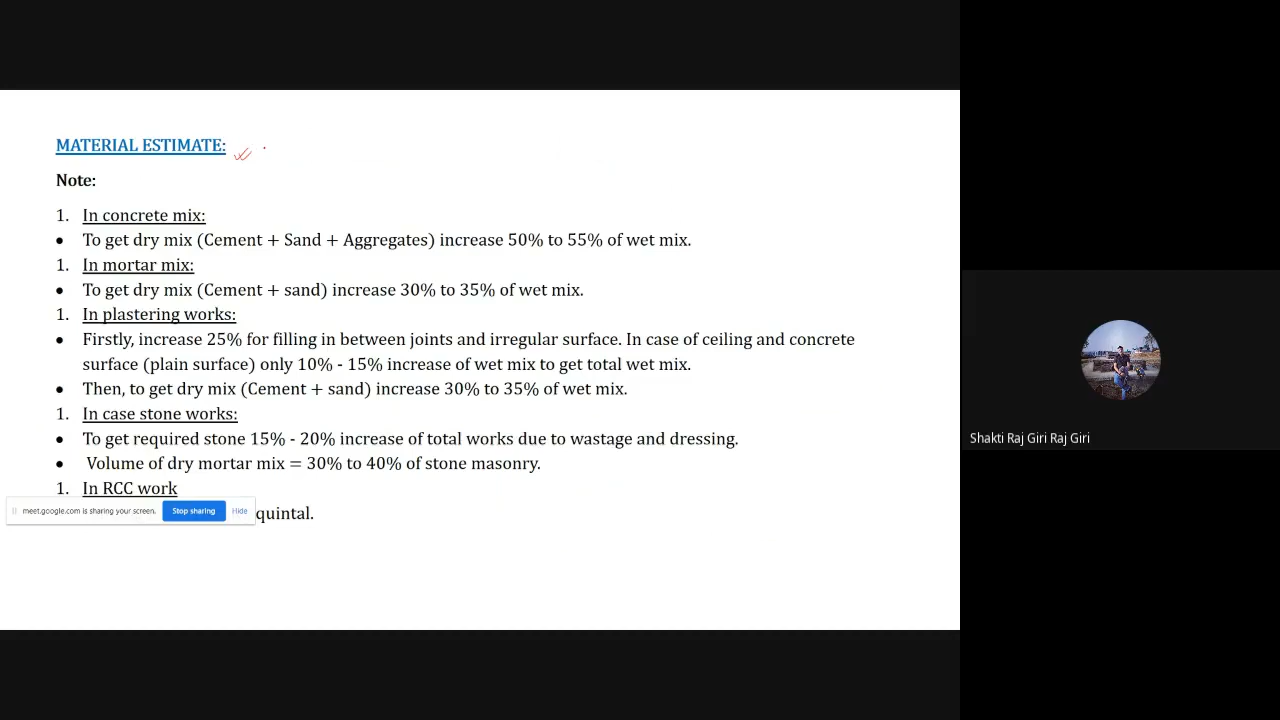 MATERIAL ESTIMATE:
Note:
1. In concrete mix:
• To get dry mix (Cement + Sand + Aggregates) increase 50% to 55% of wet mix.
1. In mortar mix:
• To get dry mix (Cement + sand) increase 30% to 35% of wet mix.
1. In plastering works:
• Firstly, increase 25% for filling in between joints and irregular surface. In case of ceiling and concrete
surface (plain surface) only 10% - 15% increase of wet mix to get total wet mix.
• Then, to get dry mix (Cement + sand) increase 30% to 35% of wet mix.
1. In case stone works:
• To get required stone 15% - 20% increase of total works due to wastage and dressing.
• Volume of dry mortar mix = 30% to 40% of stone masonry.
1. In RCC work
meet.google.com is sharing your screen. Stop sharing Hide quintal.
Shakti Raj Giri Raj Giri